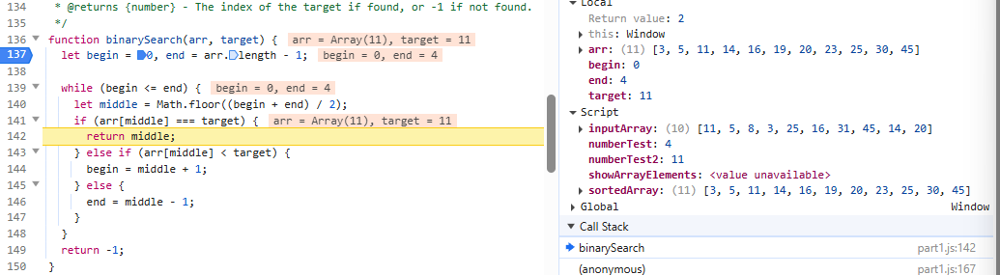 134 * @returns {number} - The index of the target if found, or -1 if not found.
135 */
136 function binarySearch(arr, target) { arr = Array(11), target = 11
137 let begin = 0, end = arr.length - 1; begin = 0, end = 4
138
139 while (begin <= end) { begin = 0, end = 4
140 let middle = Math.floor((begin + end) / 2);
141 if (arr[middle] === target) { arr = Array(11), target = 11
142 return middle;
143 } else if (arr[middle] < target) {
144 begin = middle + 1;
145 } else {
146 end = middle - 1;
147 }
148 }
149 return -1;
150 }
Local
Return value: 2
this: Window
arr: (11) [3, 5, 11, 14, 16, 19, 20, 23, 25, 30, 45]
begin: 0
end: 4
target: 11
Script
inputArray: (10) [11, 5, 8, 3, 25, 16, 31, 45, 14, 20]
numberTest: 4
numberTest2: 11
showArrayElements: <value unavailable>
sortedArray: (11) [3, 5, 11, 14, 16, 19, 20, 23, 25, 30, 45]
Global Window
Call Stack
binarySearch part1.js:142
(anonymous) part1.js:167